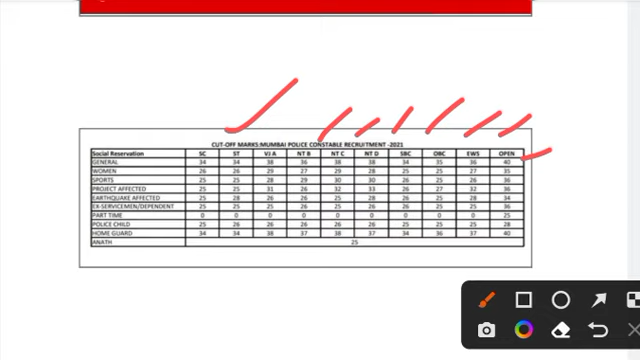 CUT-OFF MARKS:MUMBAI POLICE CONSTABLE RECRUITMENT -2021
Social Reservation SC ST VJ A NT B NT C NT D SBC OBC EWS OPEN
GENERAL 34 34 38 36 38 38 34 35 36 40
WOMEN 26 26 29 27 29 28 25 25 27 35
SPORTS 25 25 28 29 30 30 26 25 26 36
PROJECT AFFECTED 25 25 31 26 32 33 26 27 32 36
EARTHQUAKE AFFECTED 25 28 26 26 25 28 26 25 28 34
EX-SERVICEMEN/DEPENDENT 25 25 25 26 25 26 26 25 25 36
PART TIME 0 0 0 0 0 0 0 0 0 25
POLICE CHILD 25 26 26 26 26 26 25 25 25 28
HOME GUARD 34 34 38 37 38 37 34 36 37 40
ANATH 25